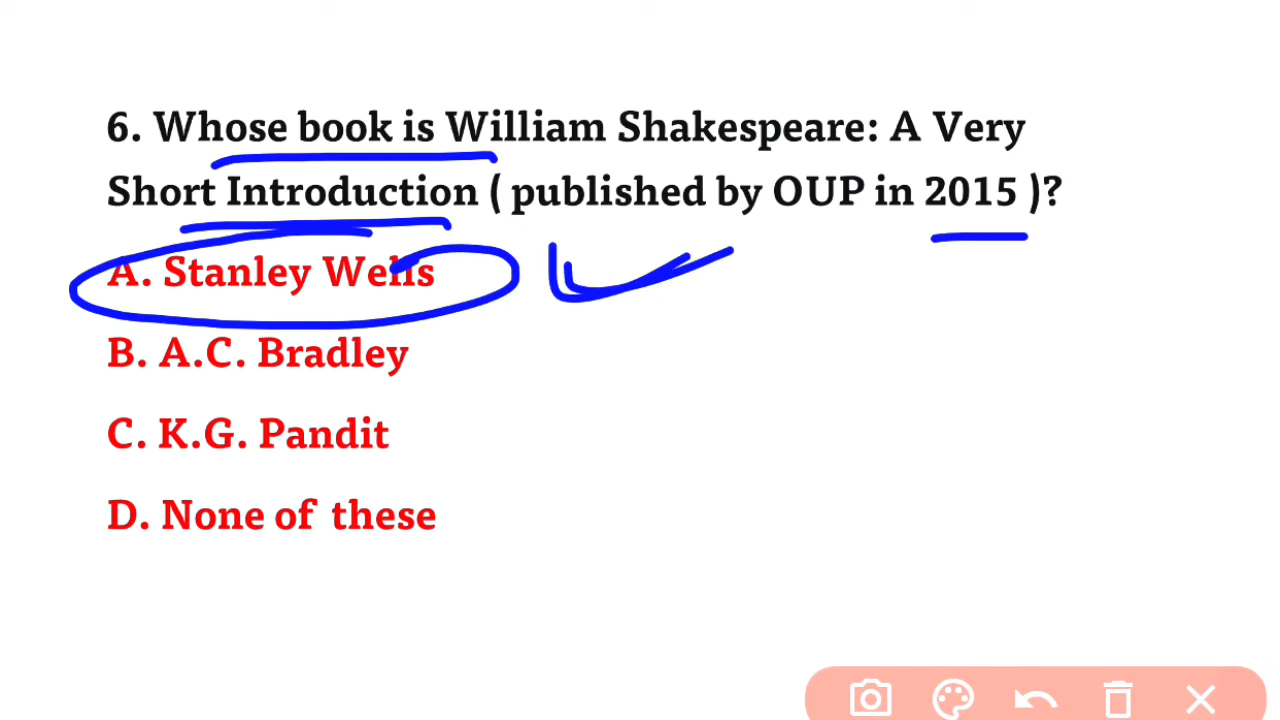 6. Whose book is William Shakespeare: A Very
Short Introduction ( published by OUP in 2015 )?
A. Stanley Wells
B. A.C. Bradley
C. K.G. Pandit
D. None of these